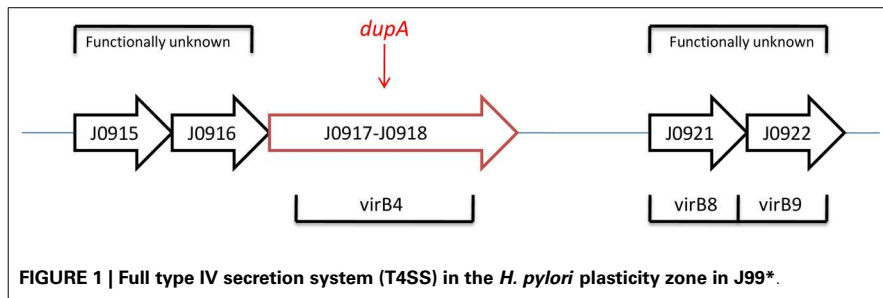 dupA
Functionally unknown
Functionally unknown
J0915
J0916
J0917-J0918
J0921
J0922
virB4
virB8
virB9
FIGURE 1 | Full type IV secretion system (T4SS) in the H. pylori plasticity zone in J99*.